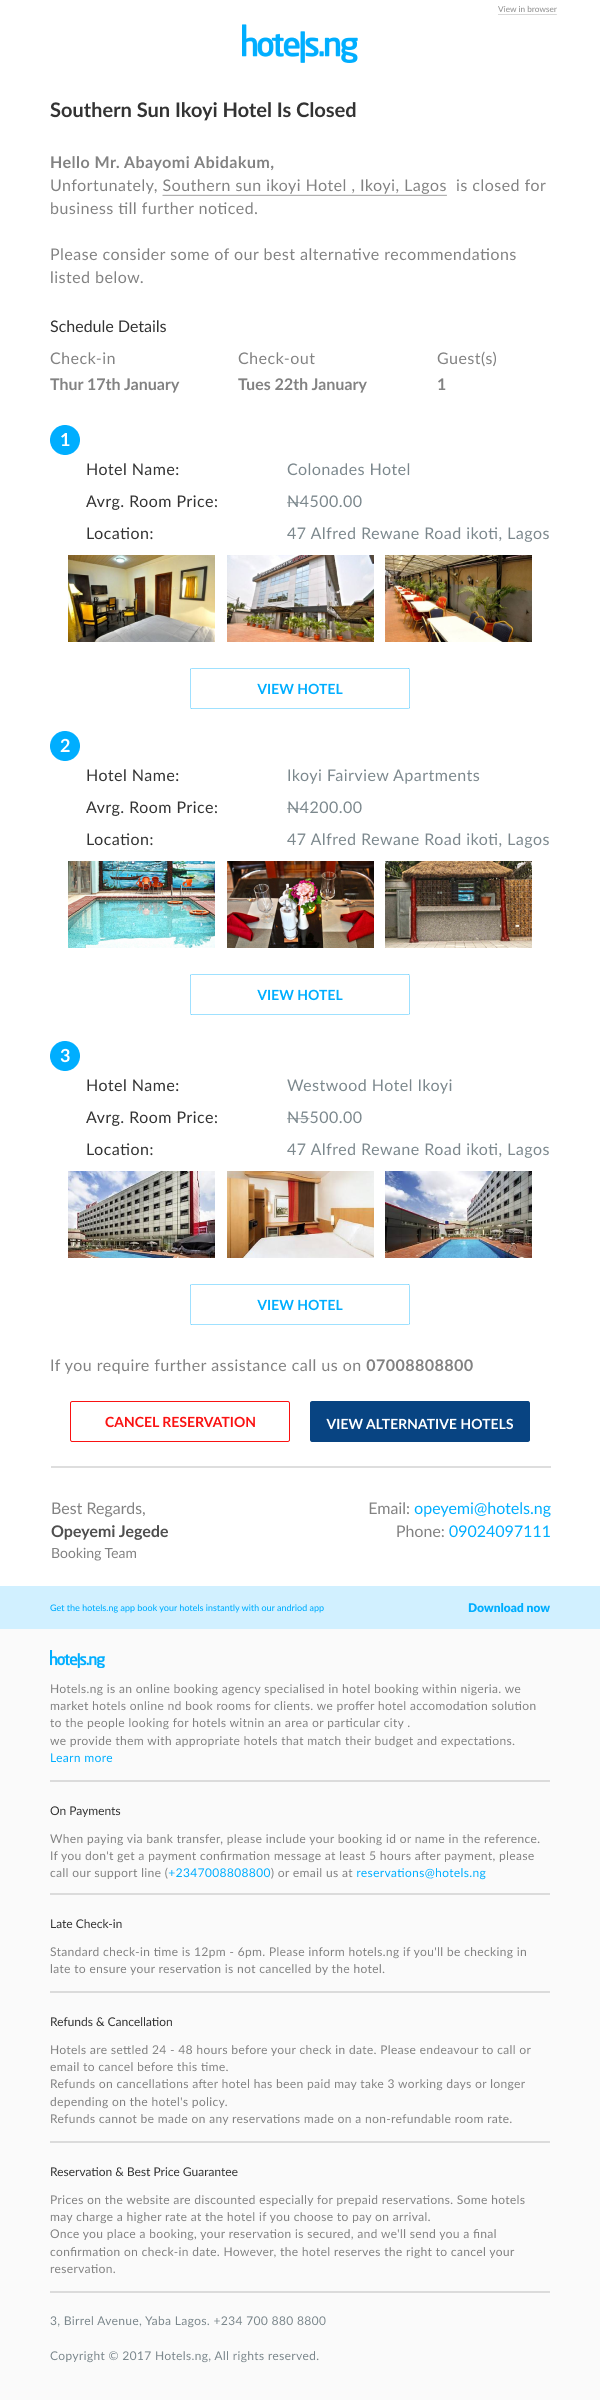 View in browser
hotels.ng
Southern Sun Ikoyi Hotel Is Closed
Hello Mr. Abayomi Abidakum,
Unfortunately, Southern sun ikoyi Hotel , Ikoyi, Lagos is closed for
business till further noticed.
Please consider some of our best alternative recommendations
listed below.
Schedule Details
Check-in Check-out Guest(s)
Thur 17th January Tues 22th January 1
1
Hotel Name: Colonades Hotel
Avrg. Room Price: ₦4500.00
Location: 47 Alfred Rewane Road ikoti, Lagos
VIEW HOTEL
2
Hotel Name: Ikoyi Fairview Apartments
Avrg. Room Price: ₦4200.00
Location: 47 Alfred Rewane Road ikoti, Lagos
VIEW HOTEL
3
Hotel Name: Westwood Hotel Ikoyi
Avrg. Room Price: ₦5500.00
Location: 47 Alfred Rewane Road ikoti, Lagos
VIEW HOTEL
If you require further assistance call us on 07008808800
CANCEL RESERVATION VIEW ALTERNATIVE HOTELS
Best Regards, Email: opeyemi@hotels.ng
Opeyemi Jegede Phone: 09024097111
Booking Team
Get the hotels.ng app book your hotels instantly with our andriod app Download now
hotels.ng
Hotels.ng is an online booking agency specialised in hotel booking within nigeria. we
market hotels online nd book rooms for clients. we proffer hotel accomodation solution
to the people looking for hotels witnin an area or particular city .
we provide them with appropriate hotels that match their budget and expectations.
Learn more
On Payments
When paying via bank transfer, please include your booking id or name in the reference.
If you don't get a payment confirmation message at least 5 hours after payment, please
call our support line (+2347008808800) or email us at reservations@hotels.ng
Late Check-in
Standard check-in time is 12pm - 6pm. Please inform hotels.ng if you'll be checking in
late to ensure your reservation is not cancelled by the hotel.
Refunds & Cancellation
Hotels are settled 24 - 48 hours before your check in date. Please endeavour to call or
email to cancel before this time.
Refunds on cancellations after hotel has been paid may take 3 working days or longer
depending on the hotel's policy.
Refunds cannot be made on any reservations made on a non-refundable room rate.
Reservation & Best Price Guarantee
Prices on the website are discounted especially for prepaid reservations. Some hotels
may charge a higher rate at the hotel if you choose to pay on arrival.
Once you place a booking, your reservation is secured, and we'll send you a final
confirmation on check-in date. However, the hotel reserves the right to cancel your
reservation.
3, Birrel Avenue, Yaba Lagos. +234 700 880 8800
Copyright © 2017 Hotels.ng, All rights reserved.